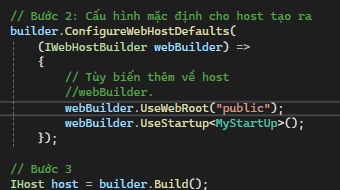 // Bước 2: Cấu hình mặc định cho host tạo ra
builder.ConfigureWebHostDefaults(
(IWebHostBuilder webBuilder) =>
{
// Tùy biến thêm về host
//webBuilder.
webBuilder.UseWebRoot("public");
webBuilder.UseStartup<MyStartUp>();
});
// Bước 3
IHost host = builder.Build();